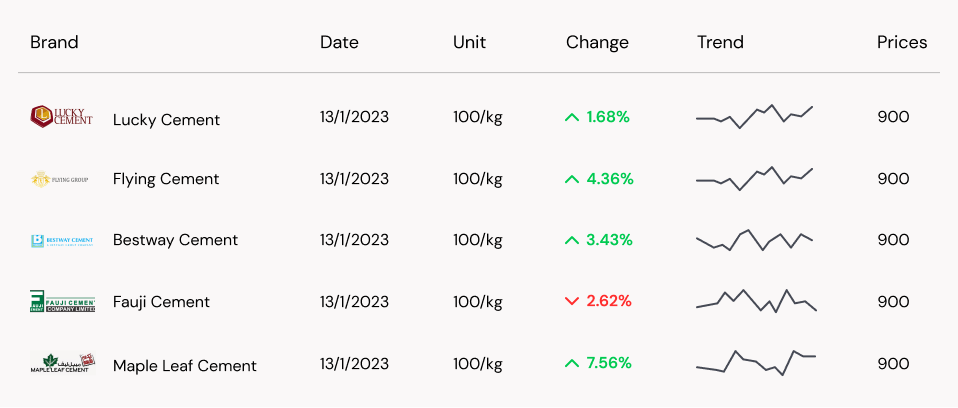 Brand Date Unit Change Trend Prices
LUCKY
CEMENT
Lucky Cement 13/1/2023 100/kg 1.68% 900
FLYING GROUP
Flying Cement 13/1/2023 100/kg 4.36% 900
B BESTWAY CEMENT
Bestway Cement 13/1/2023 100/kg 3.43% 900
FAUJI CEMENT
COMPANY LIMITED
Fauji Cement 13/1/2023 100/kg 2.62% 900
MAPLE LEAF CEMENT
Maple Leaf Cement 13/1/2023 100/kg 7.56% 900